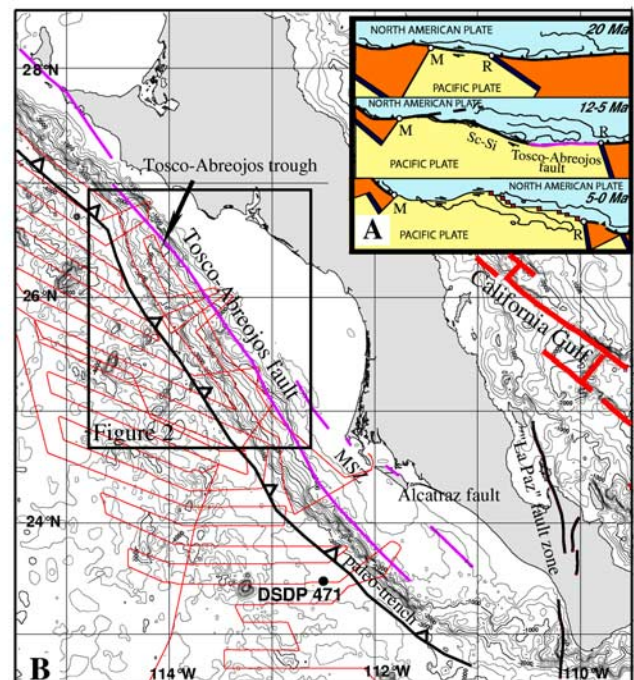 NORTH AMERICAN PLATE
20 Ma
M
R
PACIFIC PLATE
NORTH AMERICAN PLATE
12-5 Ma
M
R
Sc-Si
PACIFIC PLATE
Tosco-Abreojos
fault
NORTH AMERICAN PLATE
5-0 Ma
M
R
A
PACIFIC PLATE
28°N
Tosco-Abreojos trough
Tosco-Abreojos fault
26°N
California Gulf
Figure 2
MSZ
Alcatraz fault
"La Paz" fault zone
24°N
paleo-trench
DSDP 471
B
114°W
112°W
110°W